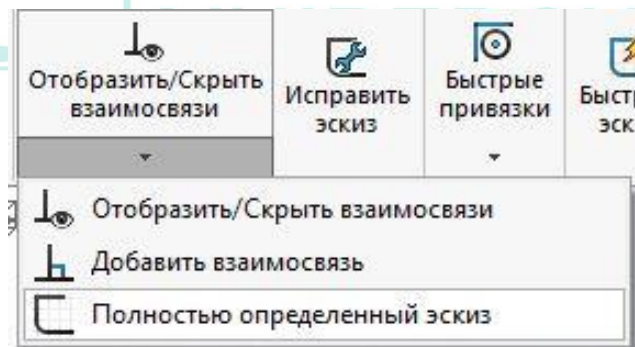 Отобразить/Скрыть
взаимосвязи
Исправить
эскиз
Быстрые
привязки
Отобразить/Скрыть взаимосвязи
Добавить взаимосвязь
Полностью определенный эскиз